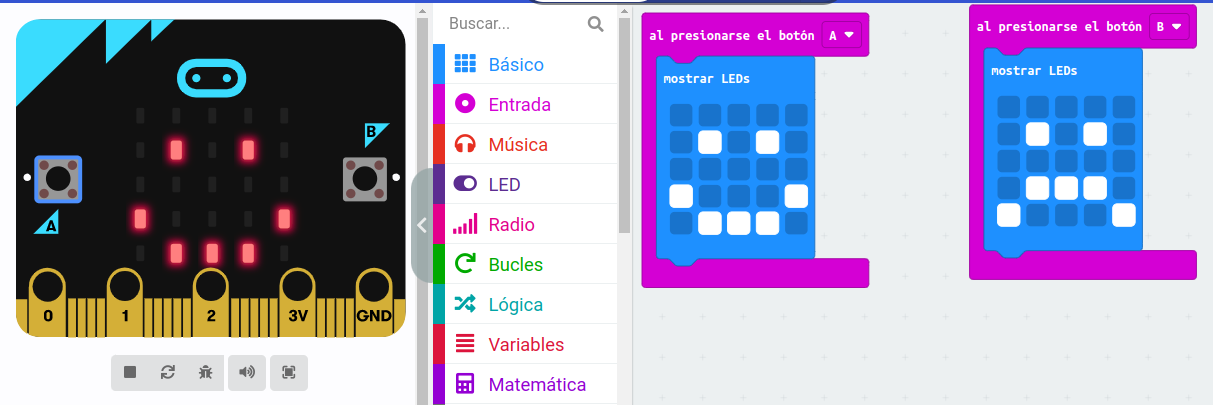 B
A
0 1 2 3V GND
Buscar...
Básico
Entrada
Música
LED
Radio
Bucles
Lógica
Variables
Matemática
al presionarse el botón A
mostrar LEDs
al presionarse el botón B
mostrar LEDs